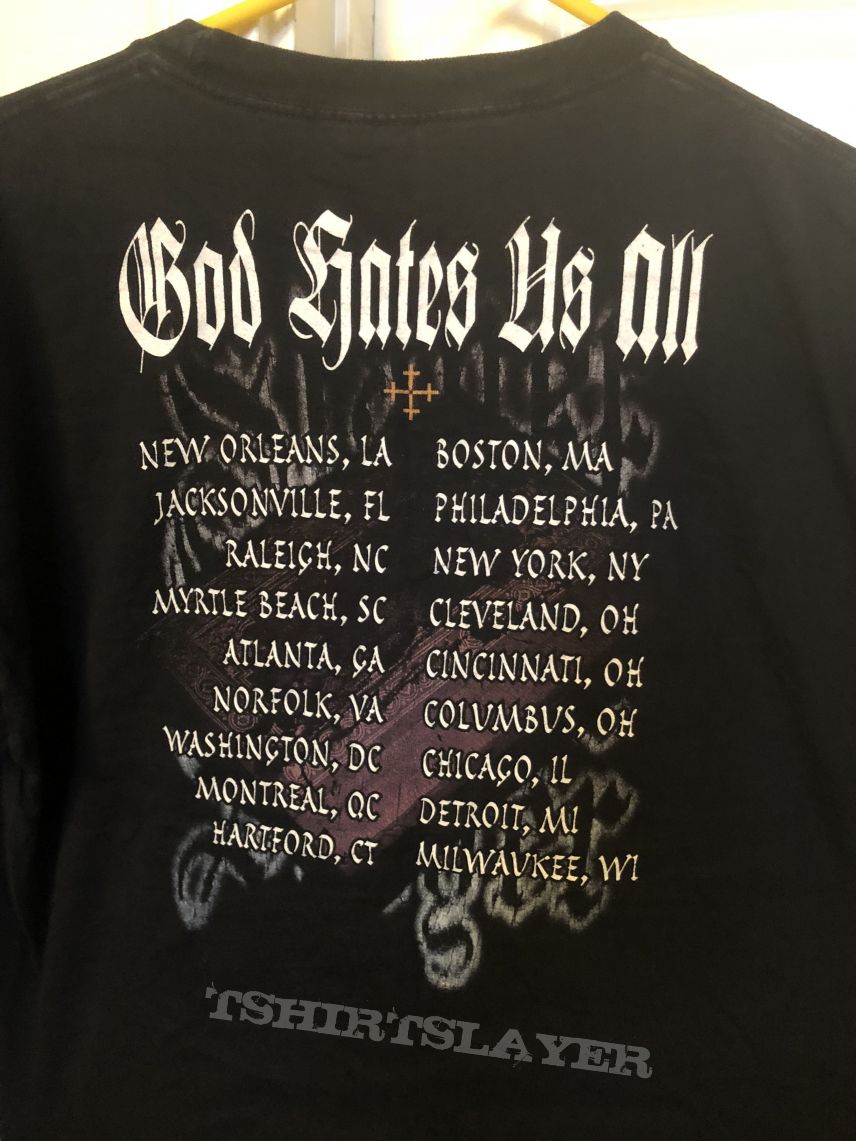 God Hates Us All
NEW ORLEANS, LA
JACKSONVILLE, FL
RALEIGH, NC
MYRTLE BEACH, SC
ATLANTA, GA
NORFOLK, VA
WASHINGTON, DC
MONTREAL, QC
HARTFORD, CT
BOSTON, MA
PHILADELPHIA, PA
NEW YORK, NY
CLEVELAND, OH
CINCINNATI, OH
COLUMBUS, OH
CHICAGO, IL
DETROIT, MI
MILWAUKEE, WI
TSHIRTSLAYER